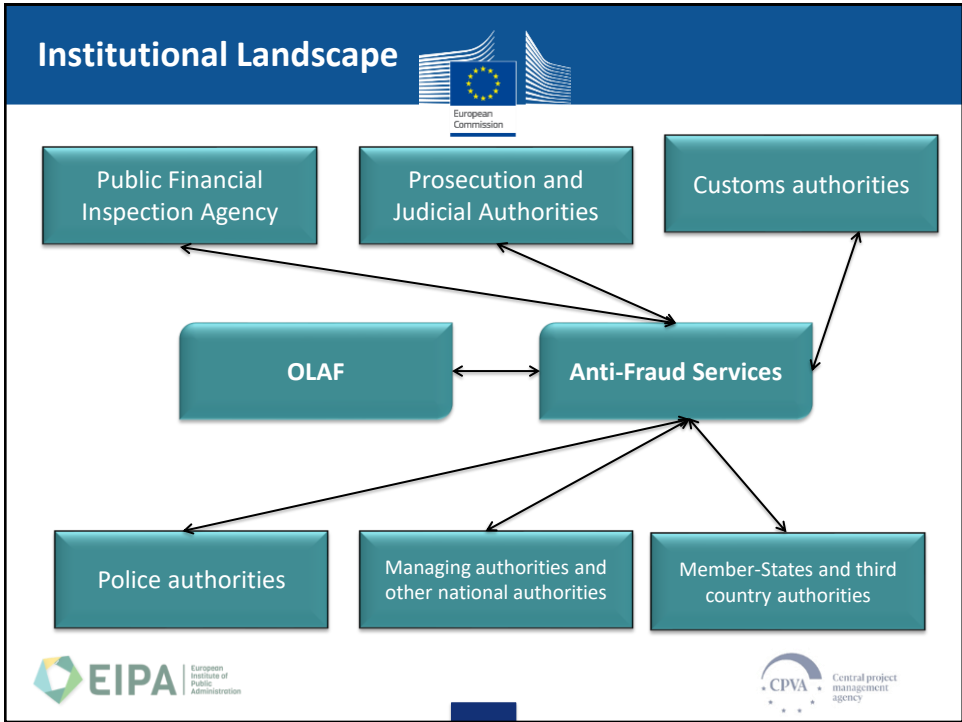 Institutional Landscape
European
Commission
Public Financial
Inspection Agency
Prosecution and
Judicial Authorities
Customs authorities
OLAF
Anti-Fraud Services
Police authorities
Managing authorities and
other national authorities
Member-States and third
country authorities
EIPA
European
Institute of
Public
Administration
CPVA
Central project
management
agency